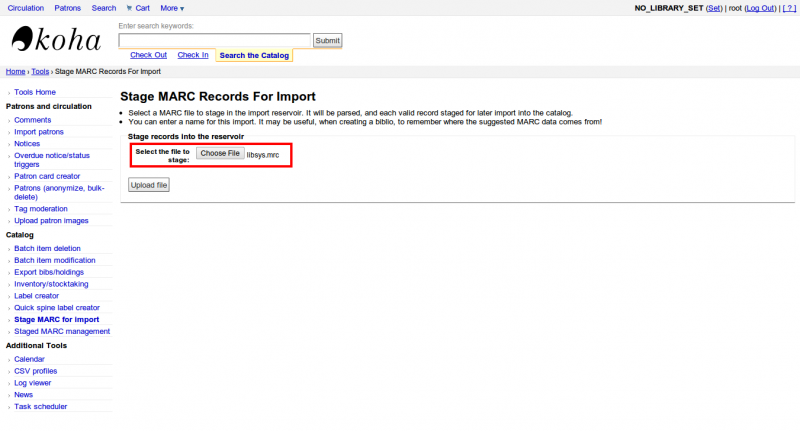 Circulation Patrons Search Cart More ▾ NO_LIBRARY_SET (Set) | root (Log Out) | [ ? ]
Enter search keywords:
koha
Submit
Check Out Check In Search the Catalog
Home › Tools › Stage MARC Records For Import
› Tools Home
Patrons and circulation
› Comments
› Import patrons
› Notices
› Overdue notice/status
triggers
› Patron card creator
› Patrons (anonymize, bulk-
delete)
› Tag moderation
› Upload patron images
Catalog
› Batch item deletion
› Batch item modification
› Export bibs/holdings
› Inventory/stocktaking
› Label creator
› Quick spine label creator
› Stage MARC for import
› Staged MARC management
Additional Tools
› Calendar
› CSV profiles
› Log viewer
› News
› Task scheduler
Stage MARC Records For Import
• Select a MARC file to stage in the import reservoir. It will be parsed, and each valid record staged for later import into the catalog.
• You can enter a name for this import. It may be useful, when creating a biblio, to remember where the suggested MARC data comes from!
Stage records into the reservoir
Select the file to
stage:
Choose File libsys.mrc
Upload file